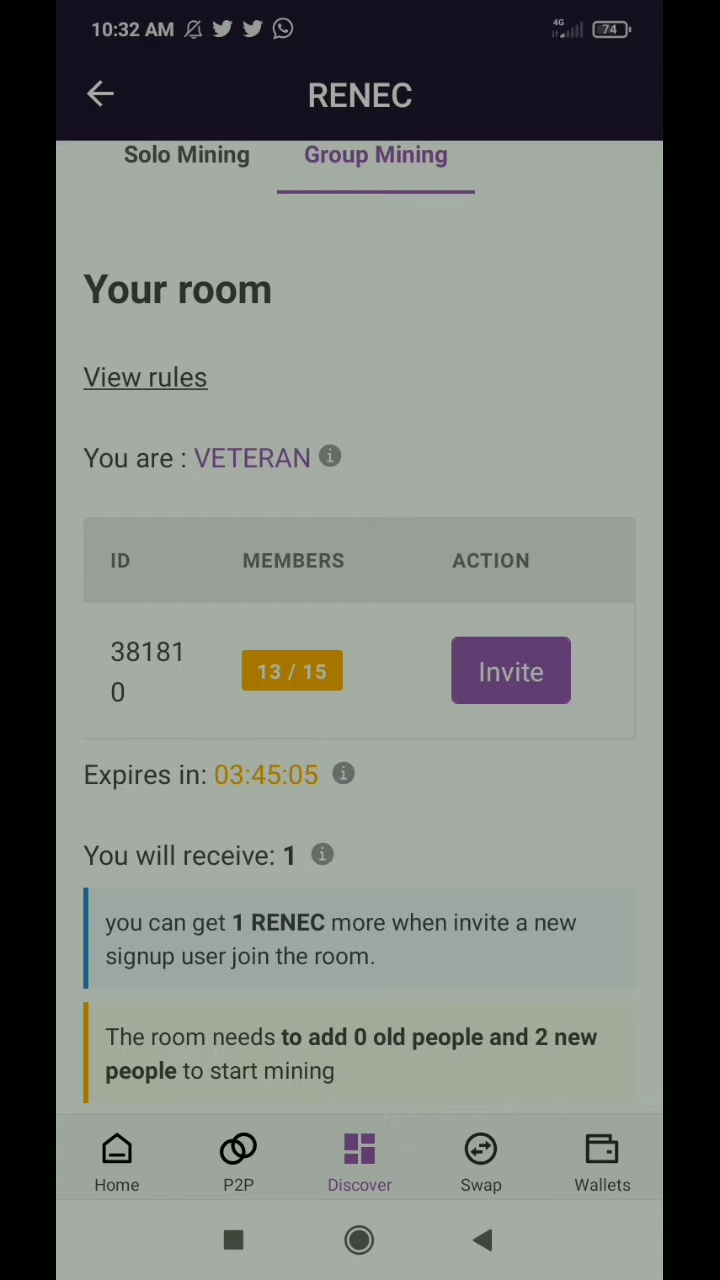 10:32 AM 4G 74
RENEC
Solo Mining Group Mining
Your room
View rules
You are : VETERAN
ID MEMBERS ACTION
38181
0
13 / 15
Invite
Expires in: 03:45:05
You will receive: 1
you can get 1 RENEC more when invite a new
signup user join the room.
The room needs to add 0 old people and 2 new
people to start mining
Home P2P Discover Swap Wallets